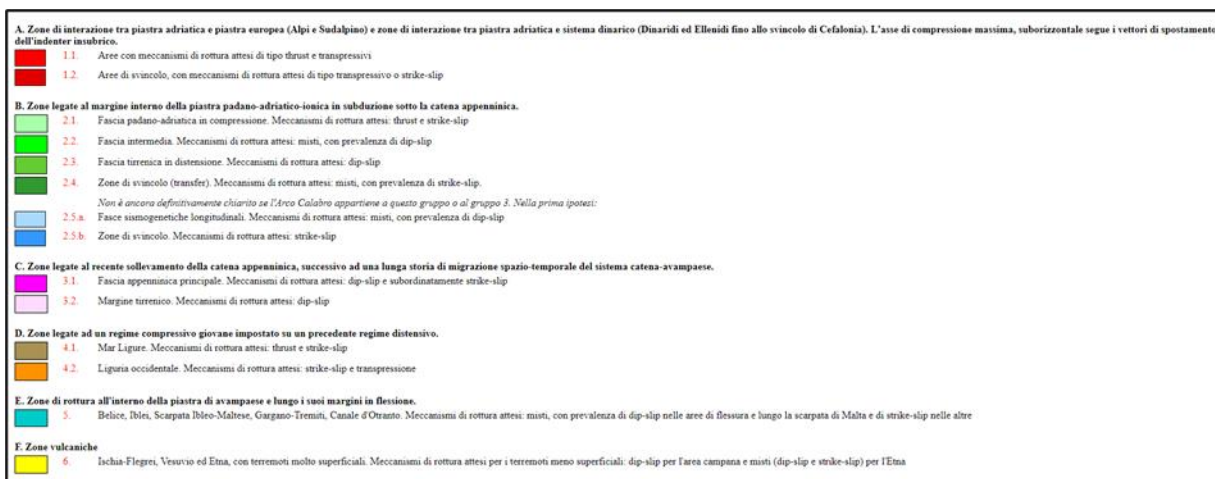 A. Zone di interazione tra piastra adriatica e piastra europea (Alpi e Sudalpino) e zone di interazione tra piastra adriatica e sistema dinarico (Dinaridi ed Ellenidi fino allo svincolo di Cefalonia). L'asse di compressione massima, suborizzontale segue i vettori di spostamento
dell'indenter insubrico.
1.1. Aree con meccanismi di rottura attesi di tipo thrust e transpressivi
1.2. Aree di svincolo, con meccanismi di rottura attesi di tipo transpressivo o strike-slip
B. Zone legate al margine interno della piastra padano-adriatico-ionica in subduzione sotto la catena appenninica.
2.1. Fascia padano-adriatica in compressione. Meccanismi di rottura attesi: thrust e strike-slip
2.2. Fascia intermedia. Meccanismi di rottura attesi: misti, con prevalenza di dip-slip
2.3. Fascia tirrenica in distensione. Meccanismi di rottura attesi: dip-slip
2.4. Zone di svincolo (transfer). Meccanismi di rottura attesi: misti, con prevalenza di strike-slip.
Non è ancora definitivamente chiarito se l'Arco Calabro appartiene a questo gruppo o al gruppo 3. Nella prima ipotesi:
2.5.a. Fasce sismogenetiche longitudinali. Meccanismi di rottura attesi: misti, con prevalenza di dip-slip
2.5.b. Zone di svincolo. Meccanismi di rottura attesi: strike-slip
C. Zone legate al recente sollevamento della catena appenninica, successivo ad una lunga storia di migrazione spazio-temporale del sistema catena-avampaese.
3.1. Fascia appenninica principale. Meccanismi di rottura attesi: dip-slip e subordinatamente strike-slip
3.2. Margine tirrenico. Meccanismi di rottura attesi: dip-slip
D. Zone legate ad un regime compressivo giovane impostato su un precedente regime distensivo.
4.1. Mar Ligure. Meccanismi di rottura attesi: thrust e strike-slip
4.2. Liguria occidentale. Meccanismi di rottura attesi: strike-slip e transpressione
E. Zone di rottura all'interno della piastra di avampaese e lungo i suoi margini in flessione.
5. Belice, Iblei, Scarpata Ibleo-Maltese, Gargano-Tremiti, Canale d'Otranto. Meccanismi di rottura attesi: misti, con prevalenza di dip-slip nelle aree di flessura e lungo la scarpata di Malta e di strike-slip nelle altre
F. Zone vulcaniche
6. Ischia-Flegrei, Vesuvio ed Etna, con terremoti molto superficiali. Meccanismi di rottura attesi per i terremoti meno superficiali: dip-slip per l'area campana e misti (dip-slip e strike-slip) per l'Etna